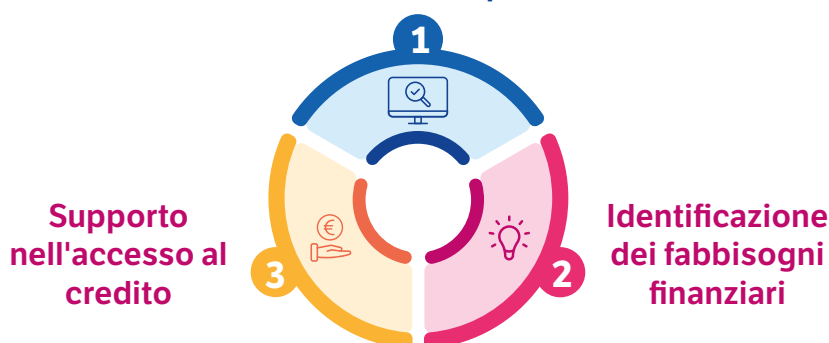 1
Supporto
nell'accesso al
credito
3
€
2
Identificazione
dei fabbisogni
finanziari